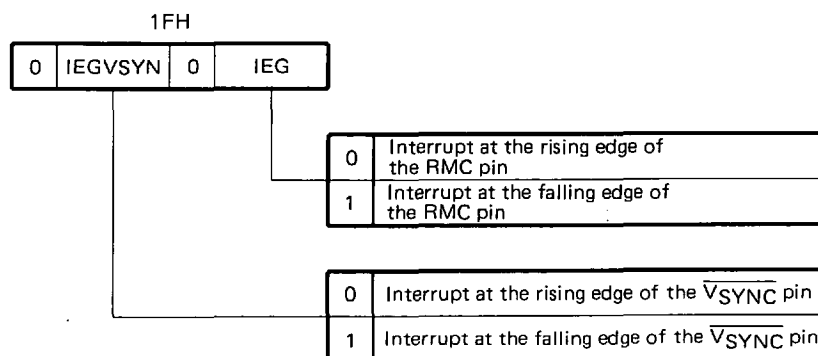 1FH
0 IEGVSYN 0 IEG
0 Interrupt at the rising edge of
the RMC pin
1 Interrupt at the falling edge of
the RMC pin
0 Interrupt at the rising edge of the V̅S̅Y̅N̅C̅ pin
1 Interrupt at the falling edge of the V̅S̅Y̅N̅C̅ pin